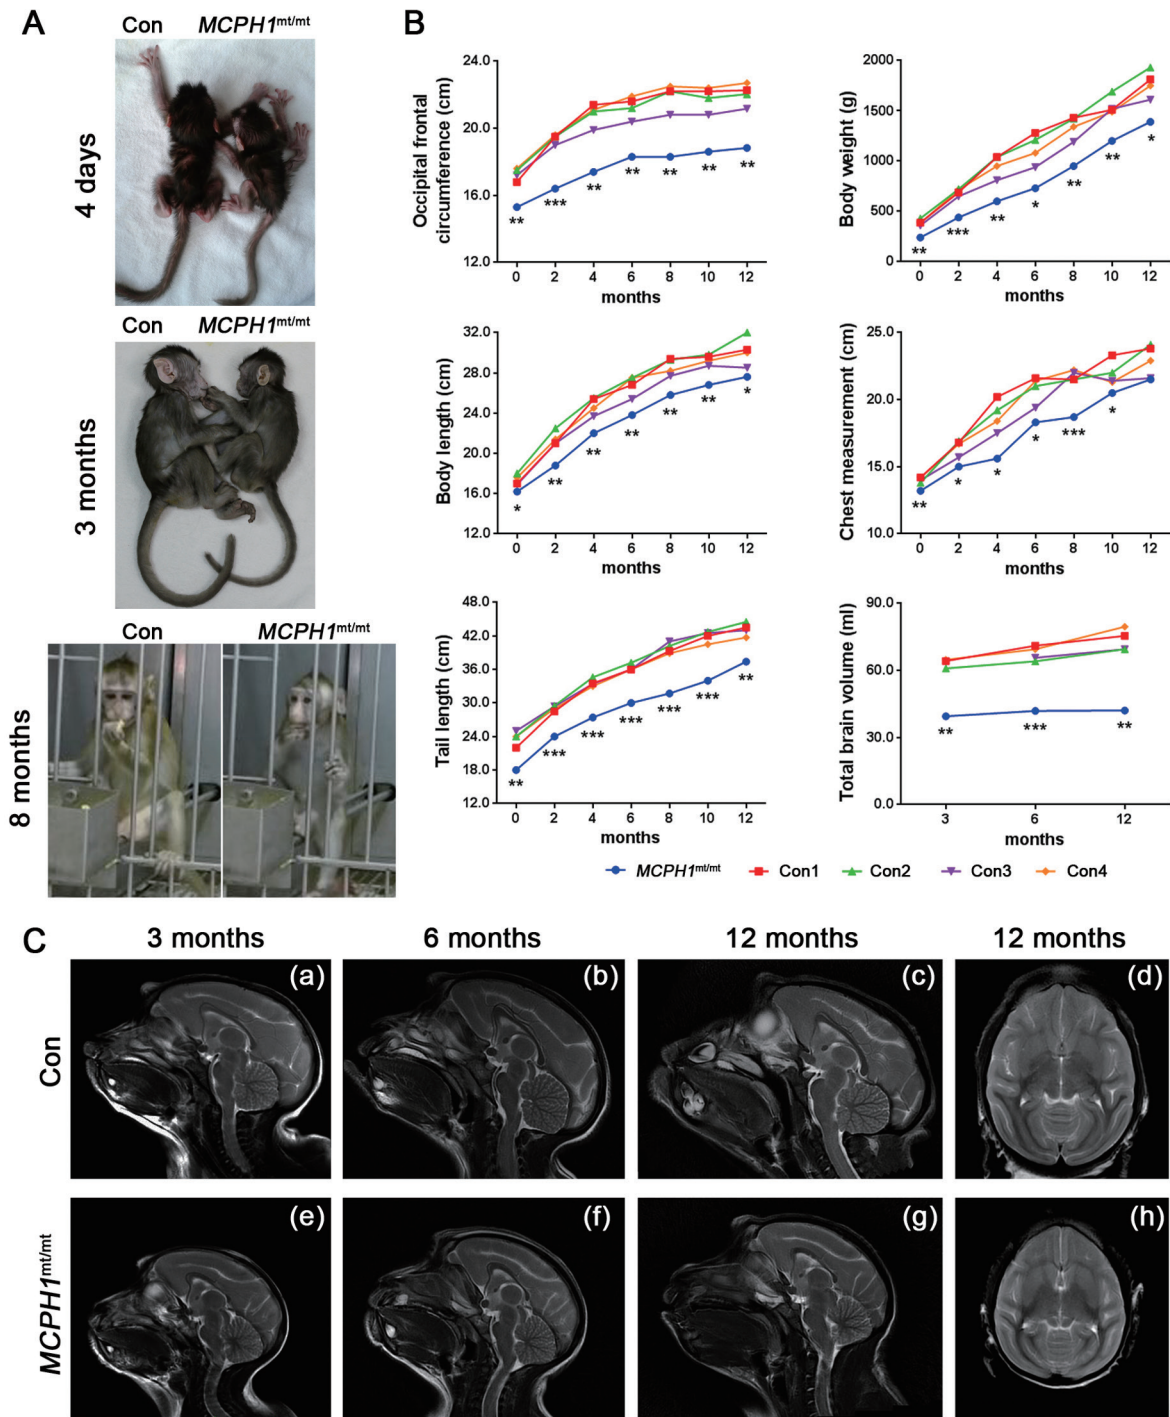 A
Con MCPH1mt/mt
4 days
Con MCPH1mt/mt
3 months
Con MCPH1mt/mt
8 months
B
Occipital frontal
circumference (cm)
24.0
20.0
16.0
12.0
** *** ** ** ** ** **
0 2 4 6 8 10 12
months
Body weight (g)
2000
1500
1000
500
0
** *** ** * ** ** *
0 2 4 6 8 10 12
months
Body length (cm)
32.0
28.0
24.0
20.0
16.0
12.0
* ** ** ** ** ** *
0 2 4 6 8 10 12
months
Chest measurement (cm)
25.0
20.0
15.0
10.0
** * * * *** *
0 2 4 6 8 10 12
months
Tail length (cm)
48.0
42.0
36.0
30.0
24.0
18.0
12.0
** *** *** *** *** *** **
0 2 4 6 8 10 12
months
Total brain volume (ml)
90.0
60.0
30.0
0.0
** *** **
3 6 12
months
MCPH1mt/mt Con1 Con2 Con3 Con4
C
3 months 6 months 12 months 12 months
Con
(a) (b) (c) (d)
MCPH1mt/mt
(e) (f) (g) (h)